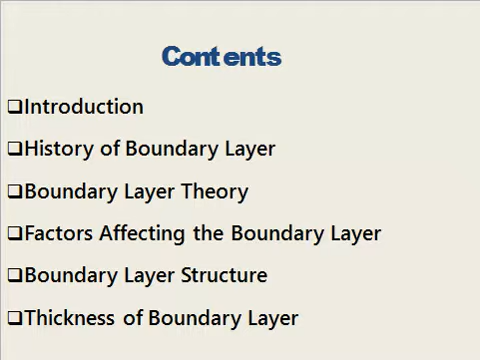 Contents
❑Introduction
❑History of Boundary Layer
❑Boundary Layer Theory
❑Factors Affecting the Boundary Layer
❑Boundary Layer Structure
❑Thickness of Boundary Layer